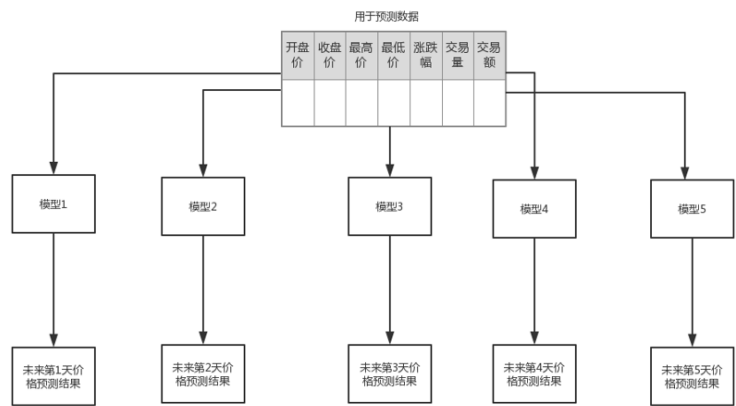 用于预测数据
开盘 收盘 最高 最低 涨跌 交易 交易
价 价 价 价 幅 量 额
模型1 模型2 模型3 模型4 模型5
未来第1天价 未来第2天价 未来第3天价 未来第4天价 未来第5天价
格预测结果 格预测结果 格预测结果 格预测结果 格预测结果